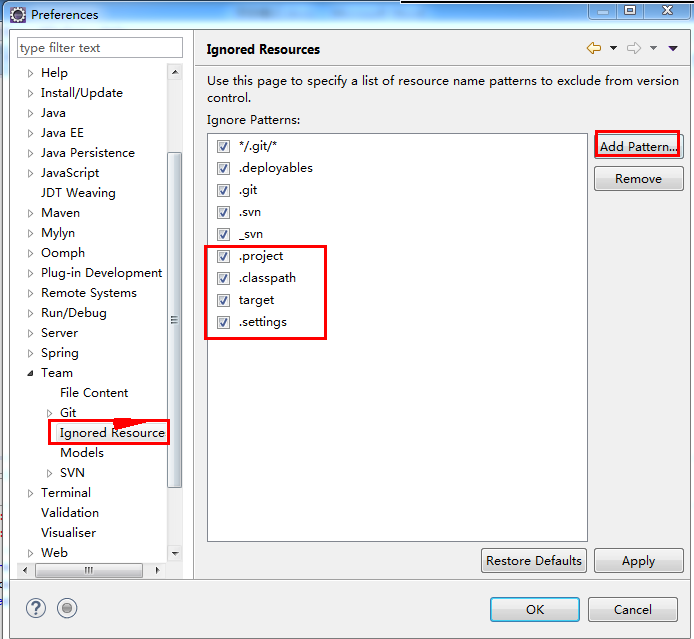 Preferences
type filter text
Help
Install/Update
Java
Java EE
Java Persistence
JavaScript
JDT Weaving
Maven
Mylyn
Oomph
Plug-in Development
Remote Systems
Run/Debug
Server
Spring
Team
File Content
Git
Ignored Resource
Models
SVN
Terminal
Validation
Visualiser
Web
Ignored Resources
Use this page to specify a list of resource name patterns to exclude from version
control.
Ignore Patterns:
*/.git/*
.deployables
.git
.svn
_svn
.project
.classpath
target
.settings
Add Pattern...
Remove
Restore Defaults
Apply
OK
Cancel